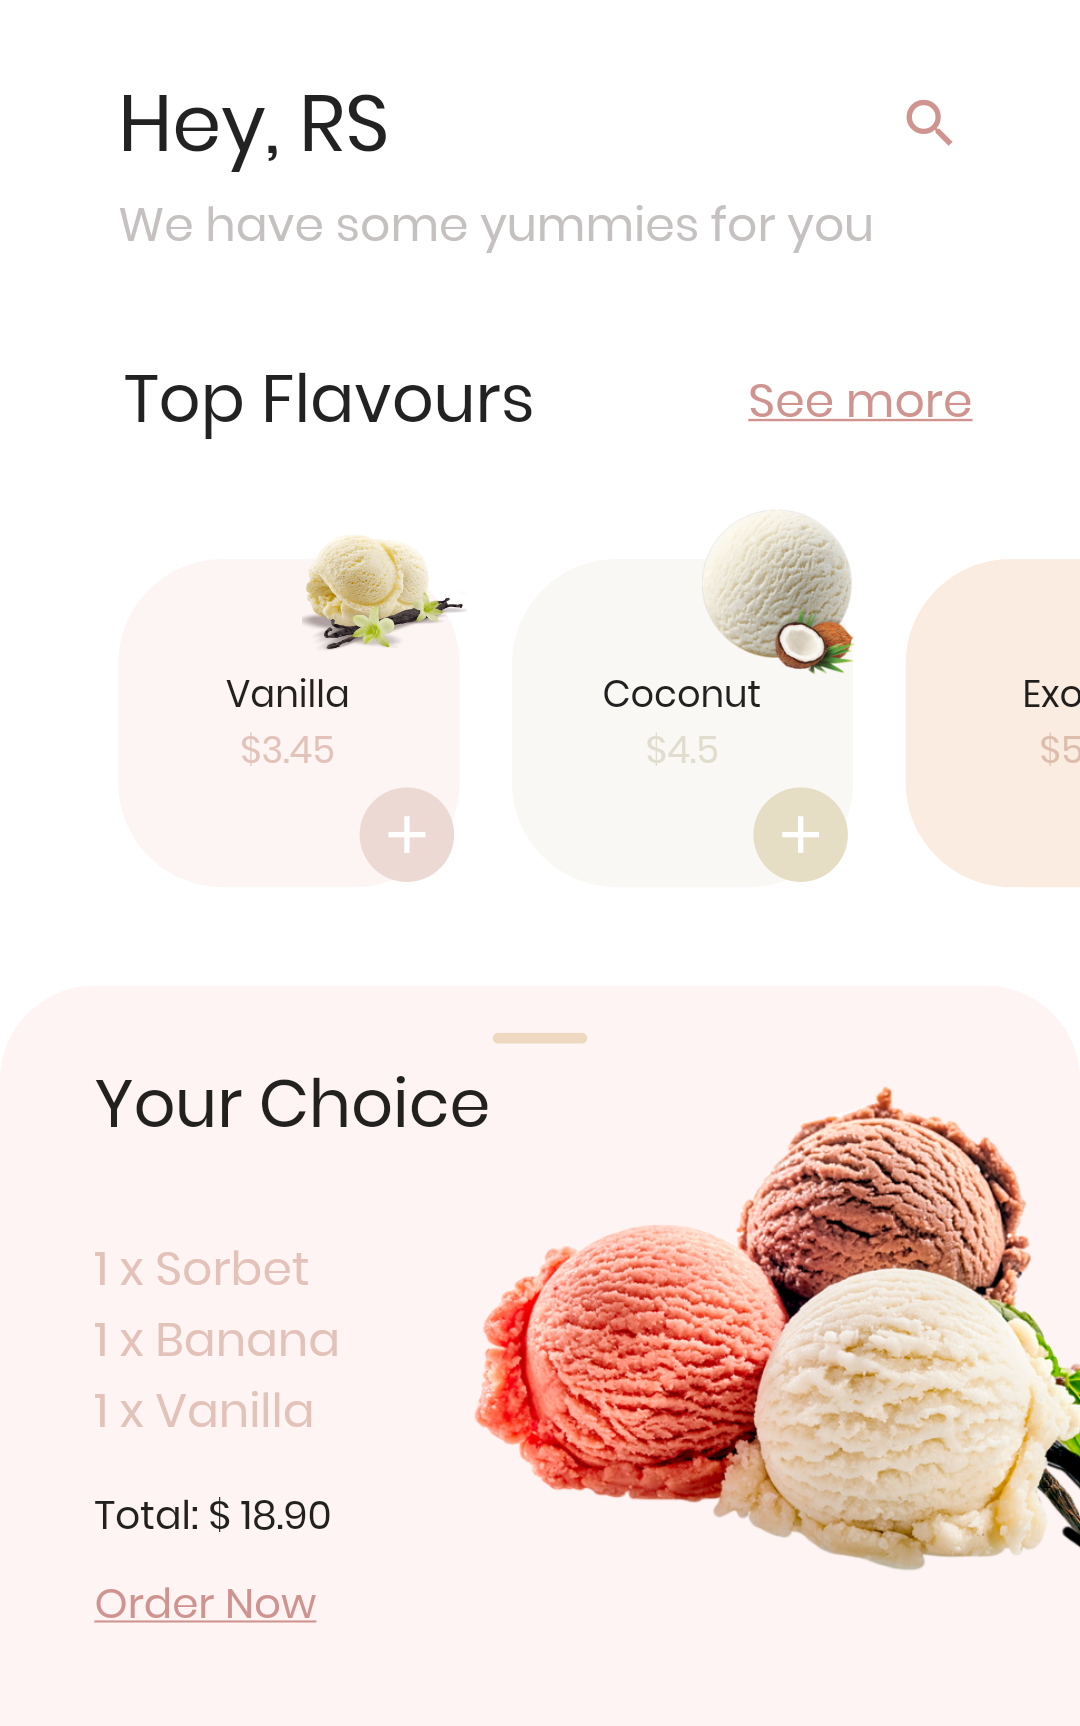 Hey, RS
We have some yummies for you
Top Flavours
See more
Vanilla
$3.45
Coconut
$4.5
Exo
$5
Your Choice
1 x Sorbet
1 x Banana
1 x Vanilla
Total: $ 18.90
Order Now